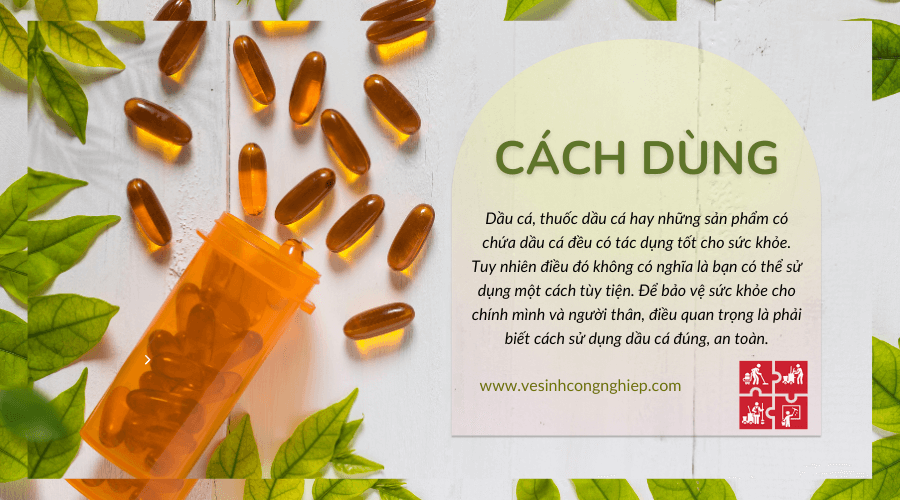 CÁCH DÙNG
Dầu cá, thuốc dầu cá hay những sản phẩm có
chứa dầu cá đều có tác dụng tốt cho sức khỏe.
Tuy nhiên điều đó không có nghĩa là bạn có thể sử
dụng một cách tùy tiện. Để bảo vệ sức khỏe cho
chính mình và người thân, điều quan trọng là phải
biết cách sử dụng dầu cá đúng, an toàn.
www.vesinhcongnghiep.com